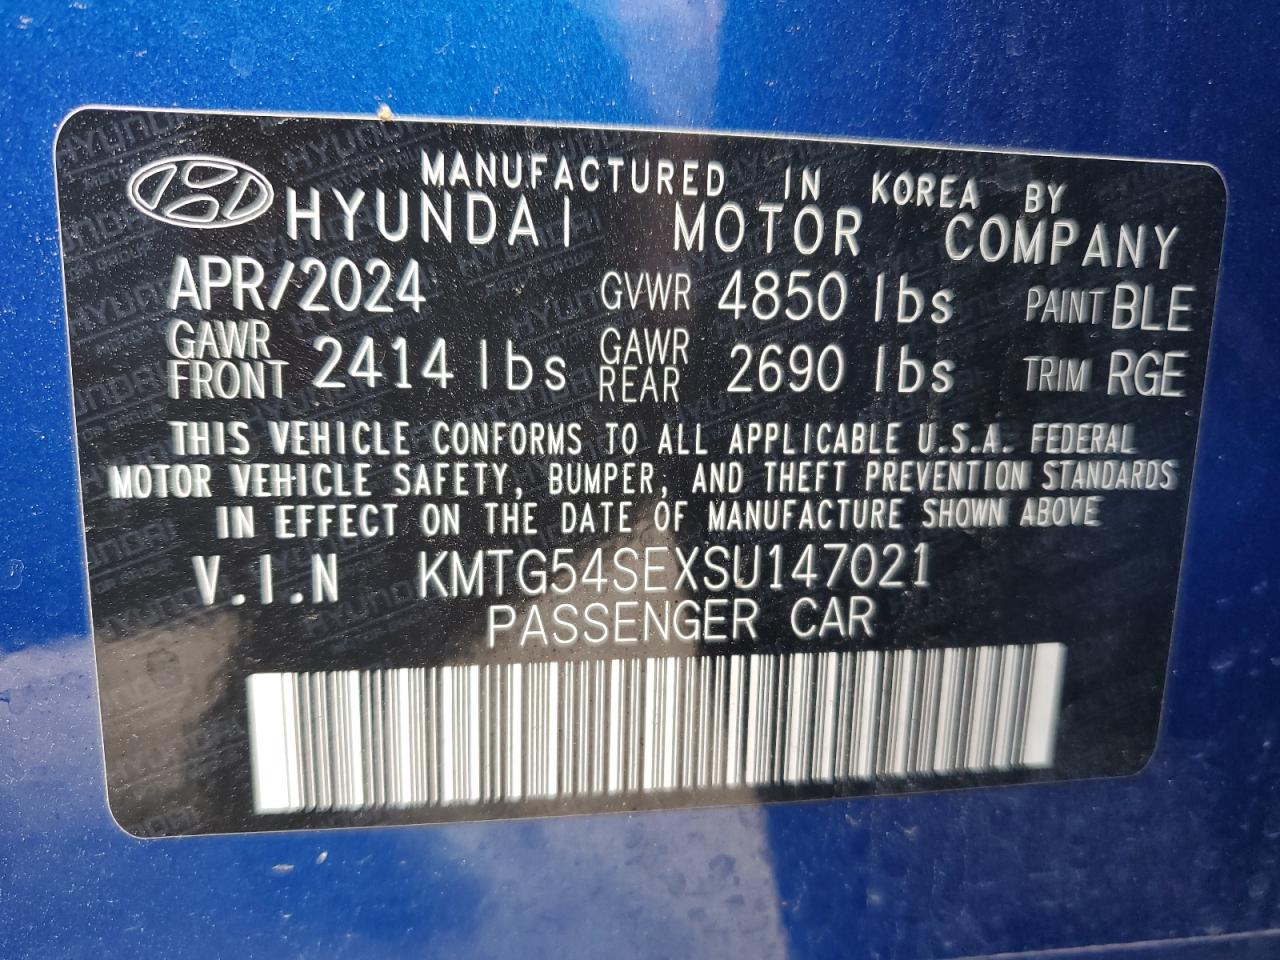 MANUFACTURED IN KOREA BY
HYUNDAI MOTOR COMPANY
APR/2024 GVWR 4850 lbs PAINT BLE
GAWR FRONT 2414 lbs GAWR REAR 2690 lbs TRIM RGE
THIS VEHICLE CONFORMS TO ALL APPLICABLE U.S.A. FEDERAL
MOTOR VEHICLE SAFETY, BUMPER, AND THEFT PREVENTION STANDARDS
IN EFFECT ON THE DATE OF MANUFACTURE SHOWN ABOVE
V.I.N KMTG54SEXSU147021
PASSENGER CAR